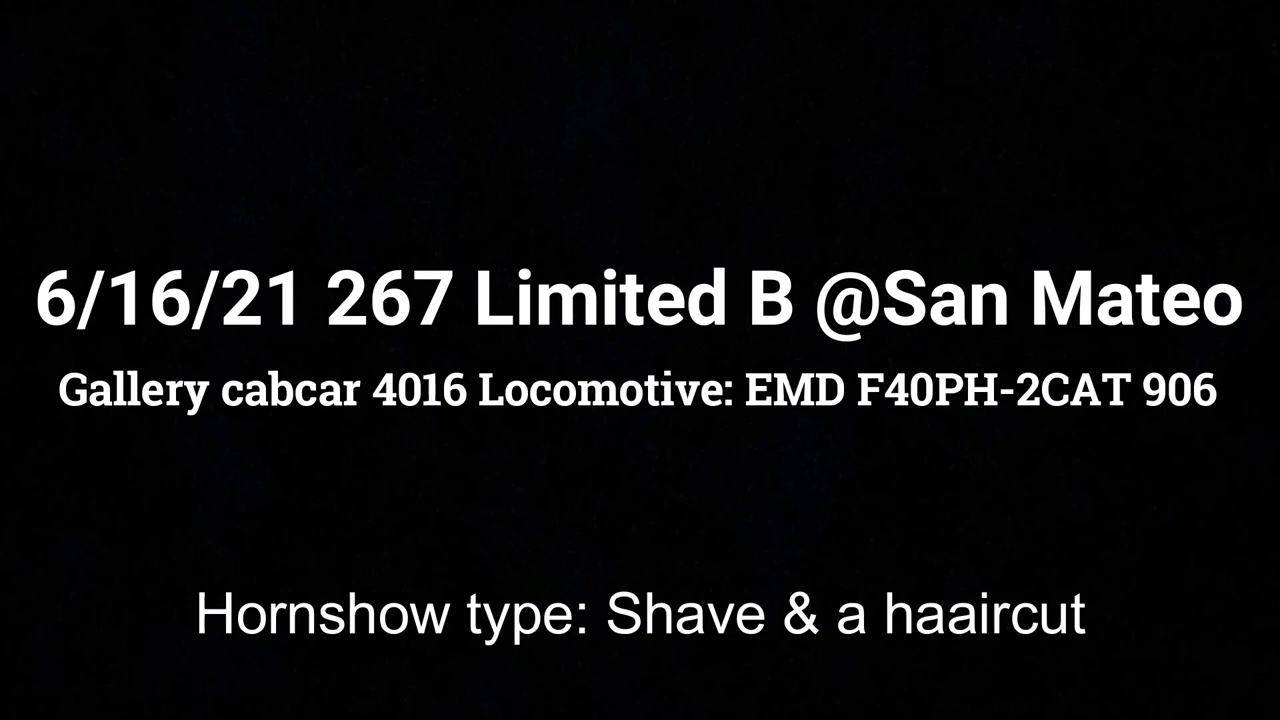 6/16/21 267 Limited B @San Mateo
Gallery cabcar 4016 Locomotive: EMD F40PH-2CAT 906
Hornshow type: Shave & a haaircut